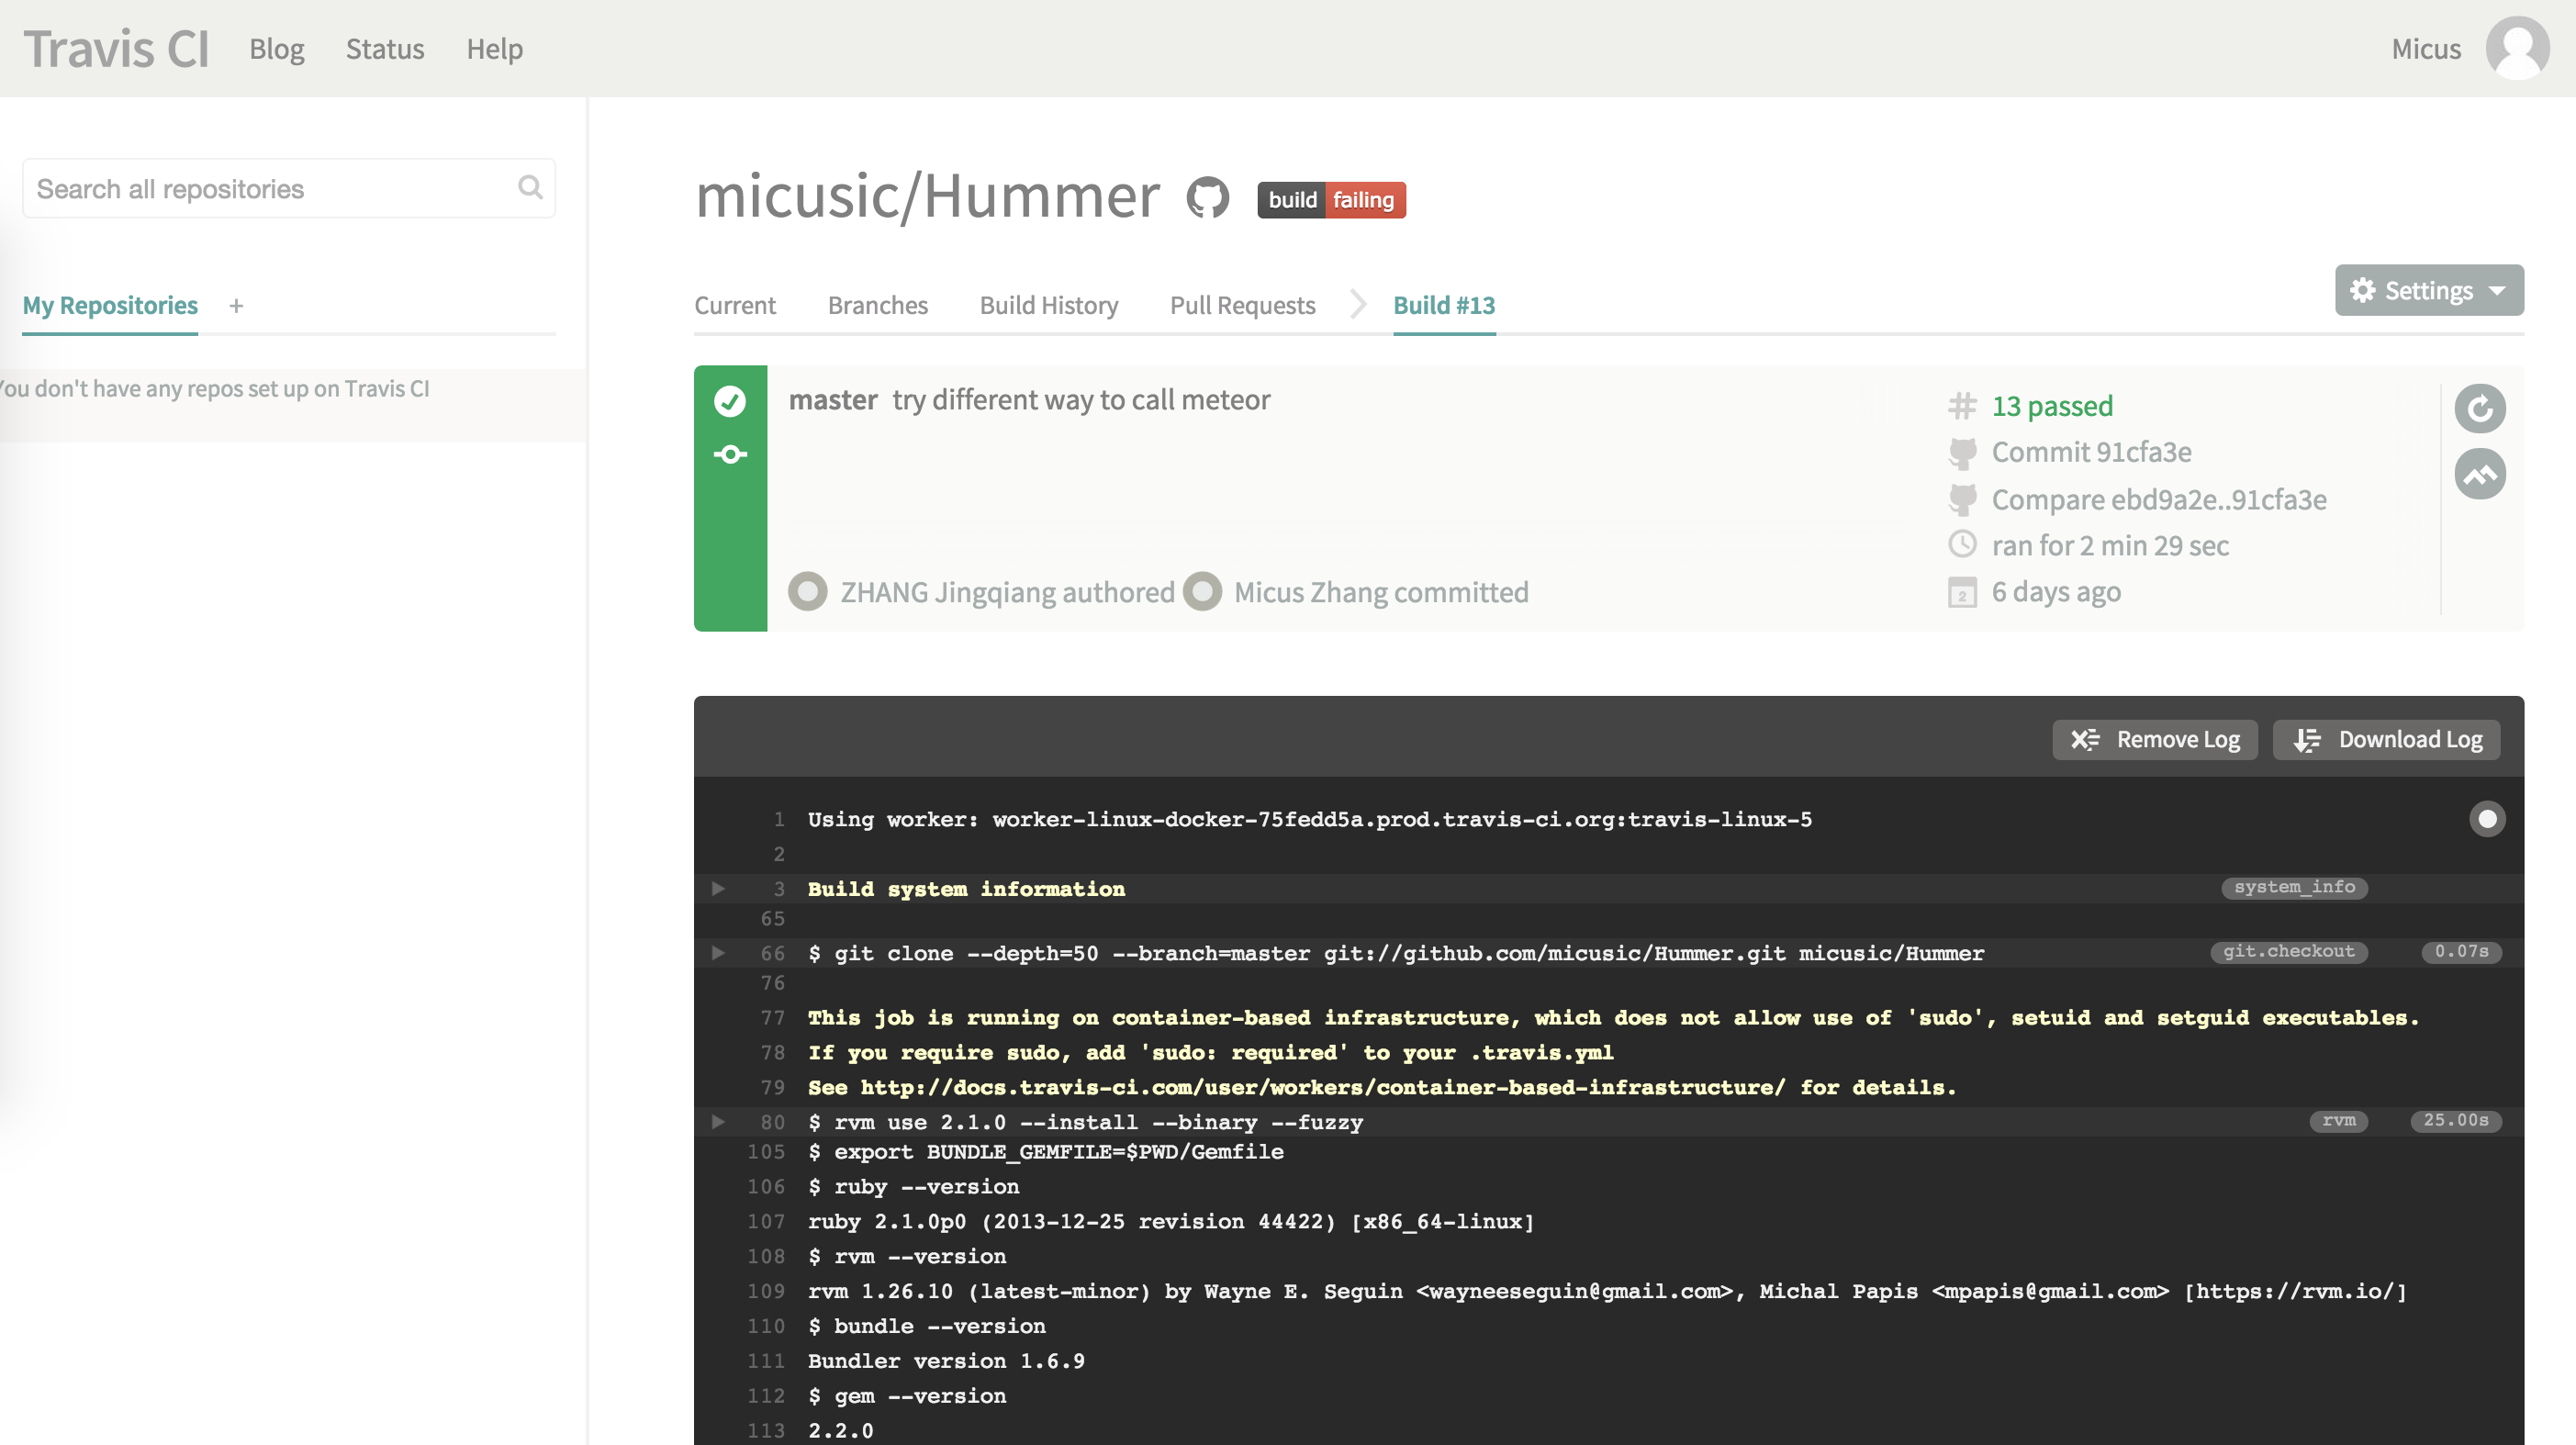 Travis CI Blog Status Help Micus
Search all repositories
My Repositories +
You don't have any repos set up on Travis CI
micusic/Hummer build failing
Current Branches Build History Pull Requests Build #13
Settings
master try different way to call meteor
# 13 passed
Commit 91cfa3e
Compare ebd9a2e..91cfa3e
ran for 2 min 29 sec
2 6 days ago
ZHANG Jingqiang authored Micus Zhang committed
Remove Log Download Log
1 Using worker: worker-linux-docker-75fedd5a.prod.travis-ci.org:travis-linux-5
2
3 Build system information system_info
65
66 $ git clone --depth=50 --branch=master git://github.com/micusic/Hummer.git micusic/Hummer git.checkout 0.07s
76
77 This job is running on container-based infrastructure, which does not allow use of 'sudo', setuid and setguid executables.
78 If you require sudo, add 'sudo: required' to your .travis.yml
79 See http://docs.travis-ci.com/user/workers/container-based-infrastructure/ for details.
80 $ rvm use 2.1.0 --install --binary --fuzzy rvm 25.00s
105 $ export BUNDLE_GEMFILE=$PWD/Gemfile
106 $ ruby --version
107 ruby 2.1.0p0 (2013-12-25 revision 44422) [x86_64-linux]
108 $ rvm --version
109 rvm 1.26.10 (latest-minor) by Wayne E. Seguin <wayneeseguin@gmail.com>, Michal Papis <mpapis@gmail.com> [https://rvm.io/]
110 $ bundle --version
111 Bundler version 1.6.9
112 $ gem --version
113 2.2.0